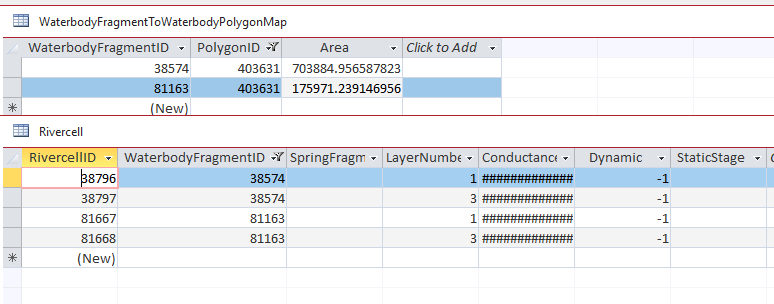 WaterbodyFragmentToWaterbodyPolygonMap
WaterbodyFragmentID PolygonID Area Click to Add
38574 403631 703884.956587823
81163 403631 175971.239146956
* (New)
Rivercell
RivercellID WaterbodyFragmentID SpringFragm LayerNumbe Conductance Dynamic StaticStage
38796 38574 1 ############# -1
38797 38574 3 ############# -1
81667 81163 1 ############# -1
81668 81163 3 ############# -1
* (New)